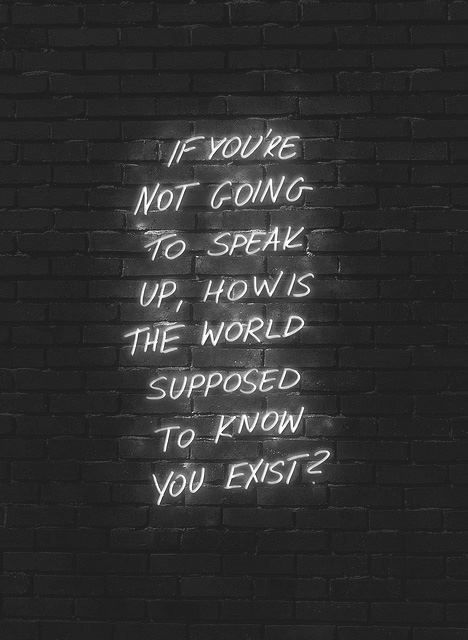 IF YOU'RE
NOT GOING
TO SPEAK
UP, HOW IS
THE WORLD
SUPPOSED
TO KNOW
YOU EXIST?